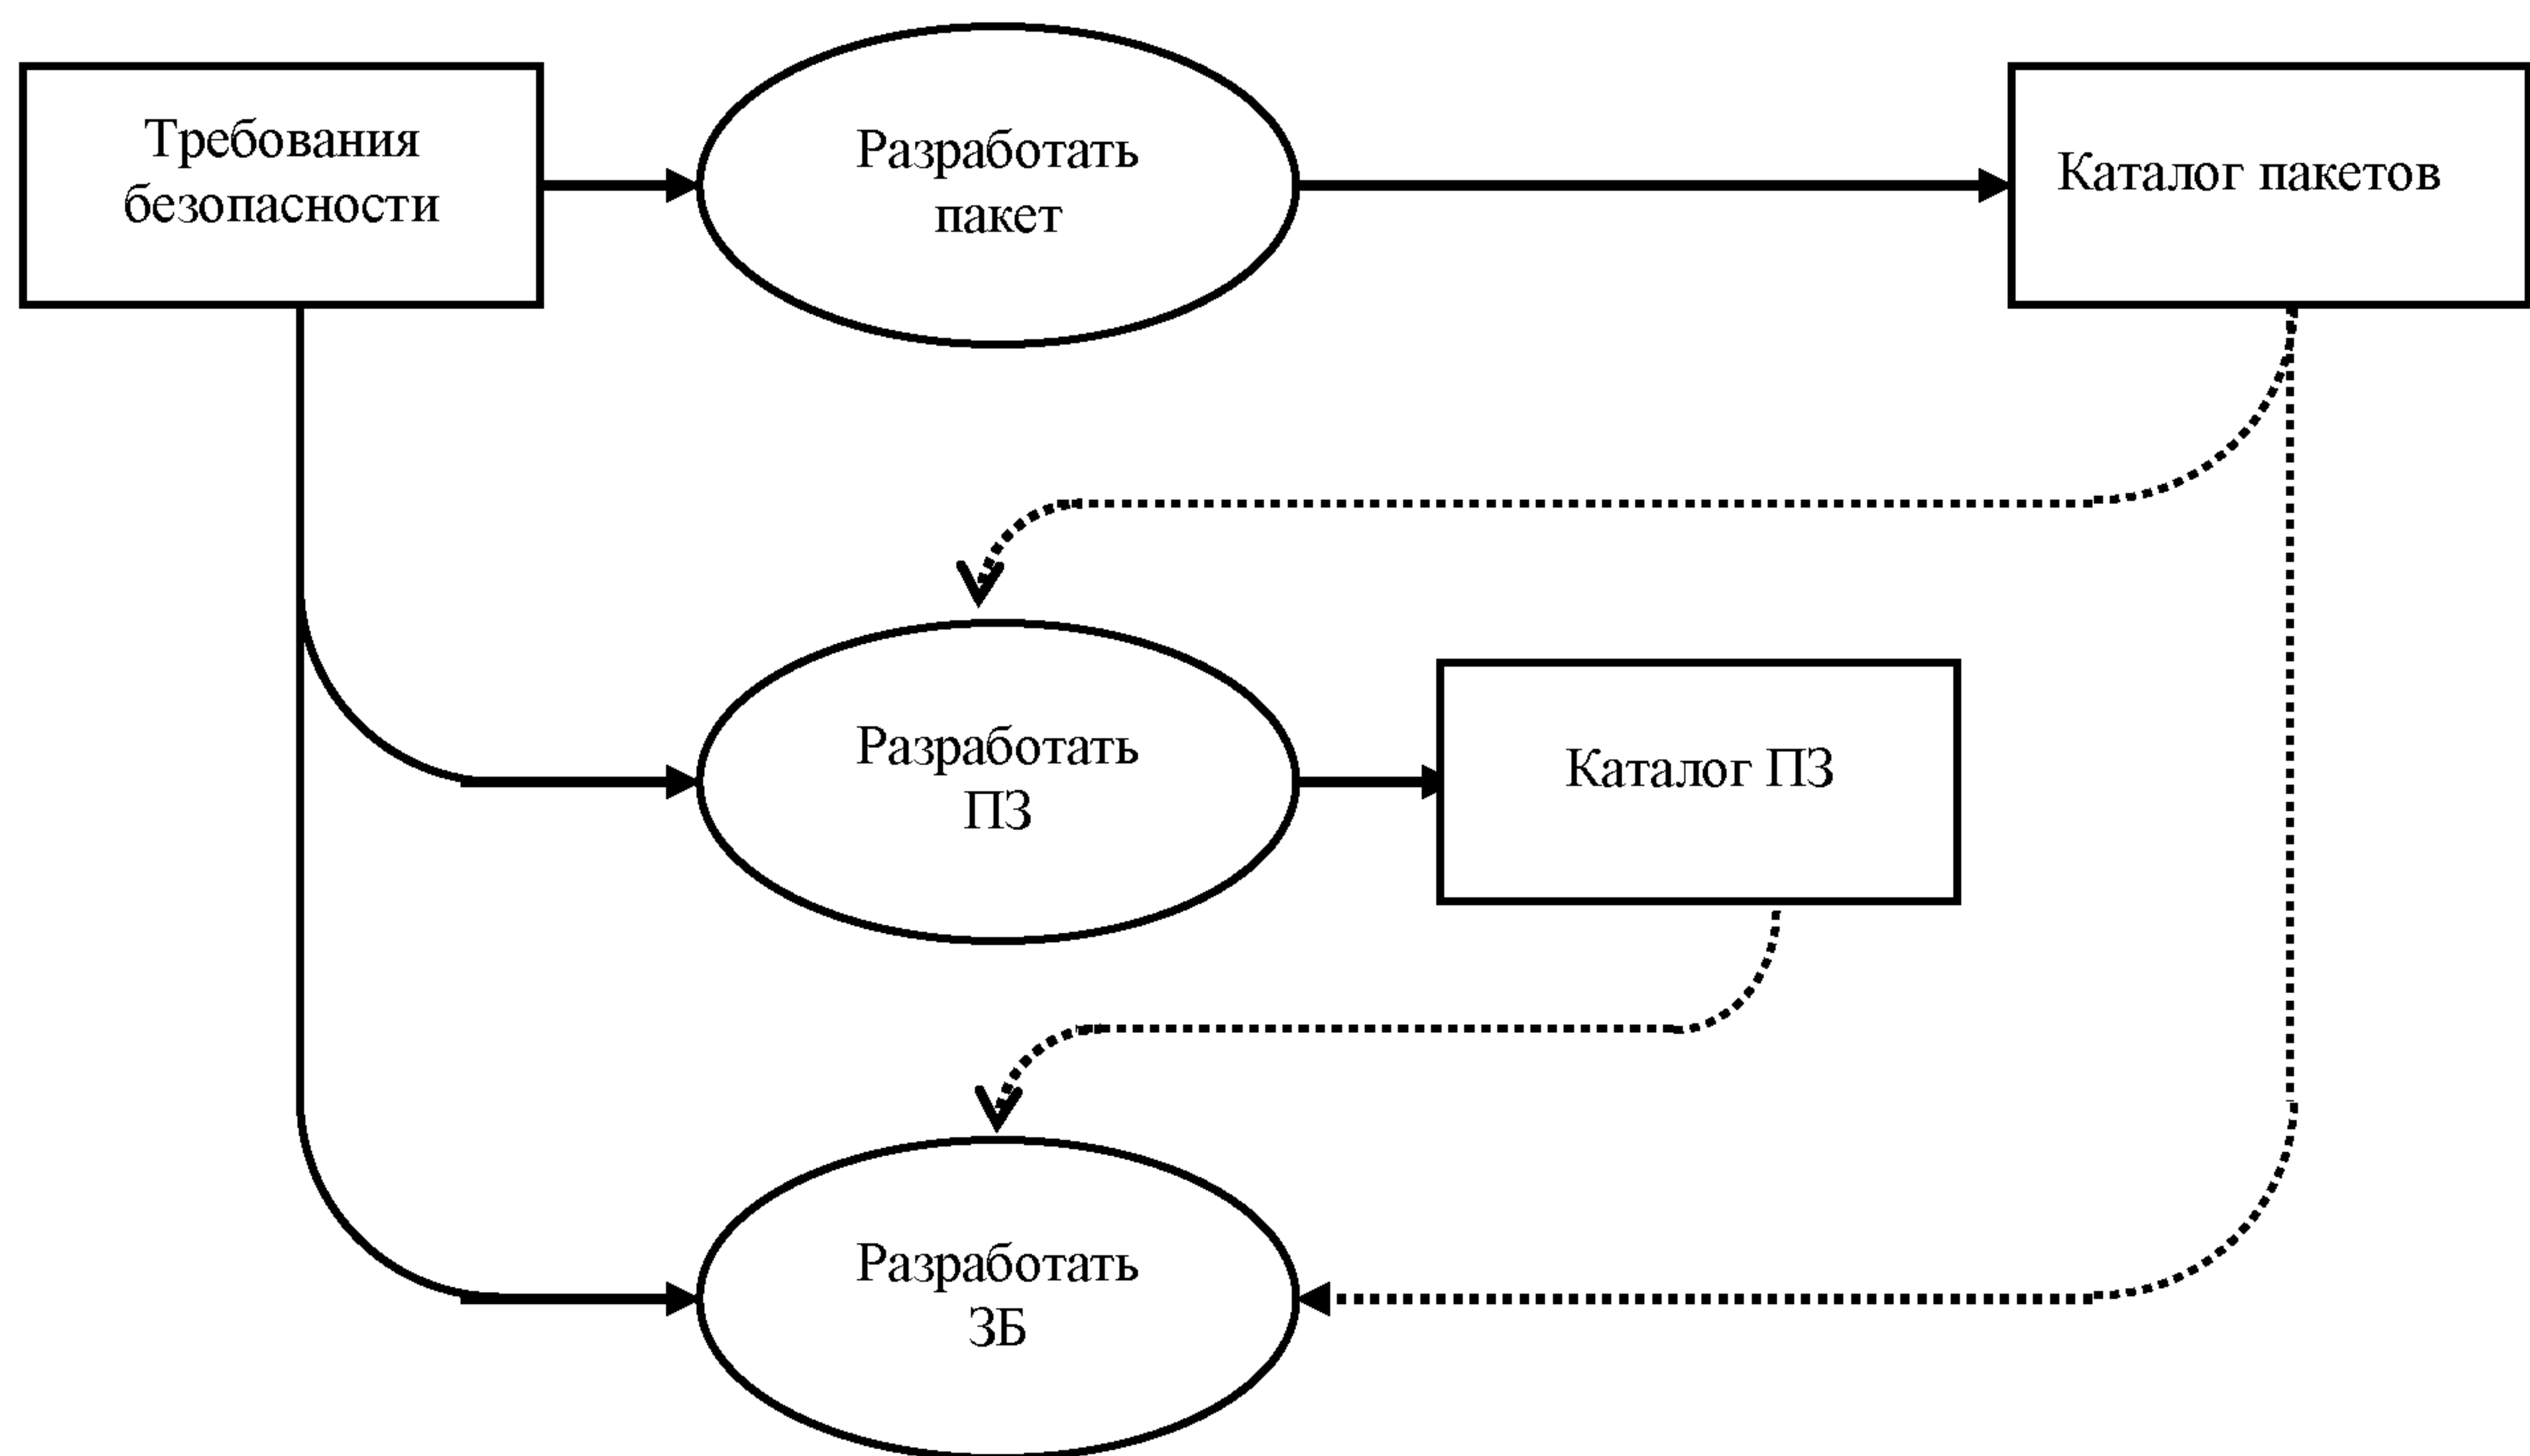 Требования
безопасности
Разработать
пакет
Каталог пакетов
Разработать
ПЗ
Каталог ПЗ
Разработать
ЗБ